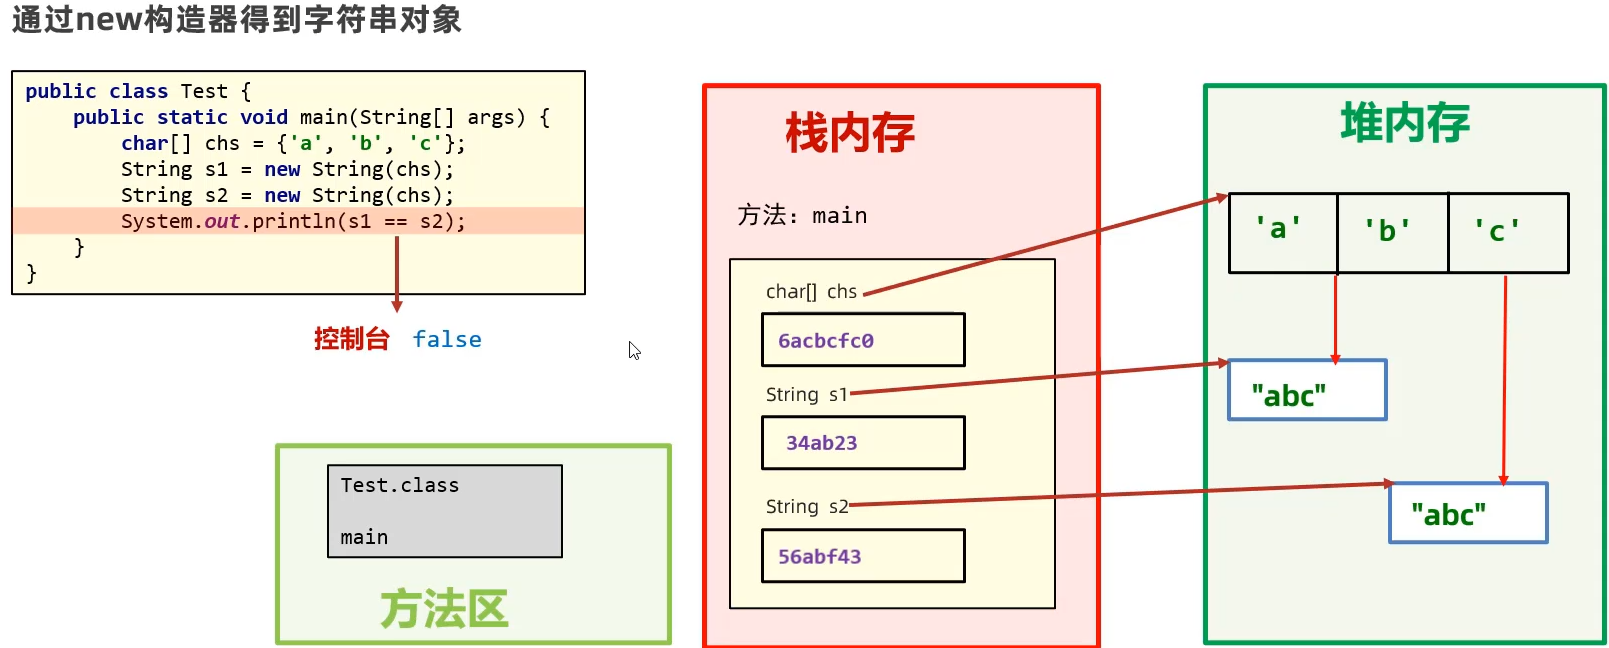 通过new构造器得到字符串对象
public class Test {
public static void main(String[] args) {
char[] chs = {'a', 'b', 'c'};
String s1 = new String(chs);
String s2 = new String(chs);
System.out.println(s1 == s2);
}
}
控制台 false
Test.class
main
方法区
栈内存
方法：main
char[] chs
6acbcfc0
String s1
34ab23
String s2
56abf43
堆内存
'a' 'b' 'c'
"abc"
"abc"